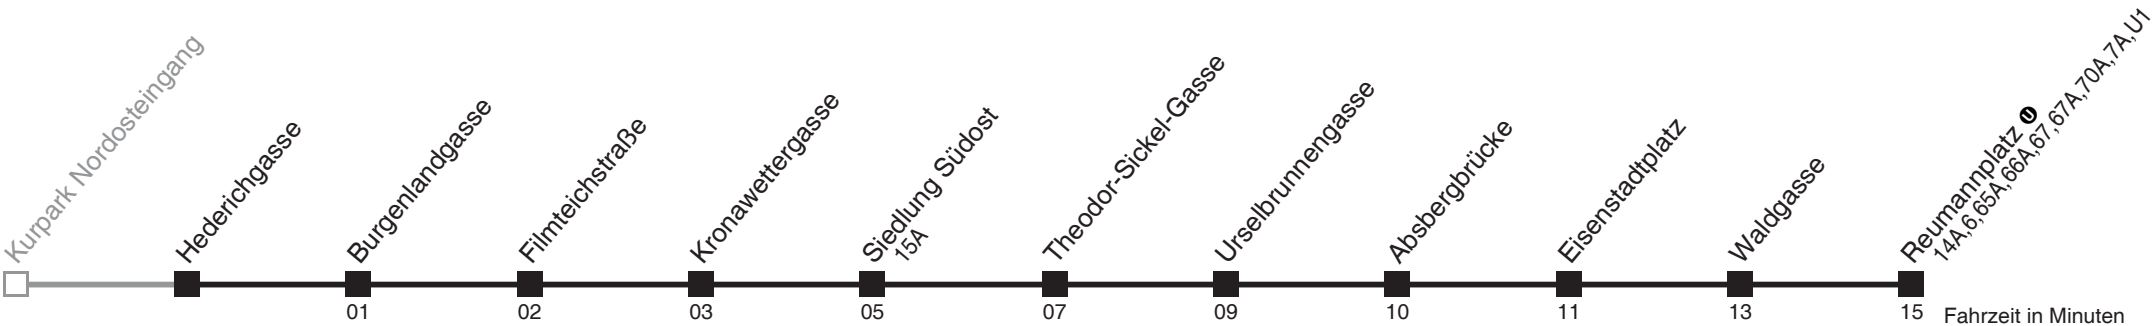 Kurpark Nordosteingang
Hederichgasse
Burgenlandgasse
Filmteichstraße
Kronawettergasse
Siedlung Südost
15A
Theodor-Sickel-Gasse
Urselbrunnengasse
Absbergbrücke
Eisenstadtplatz
Waldgasse
Reumannplatz U
14A,6,65A,66A,67,67A,70A,7A,U1
01 02 03 05 07 09 10 11 13 15 Fahrzeit in Minuten